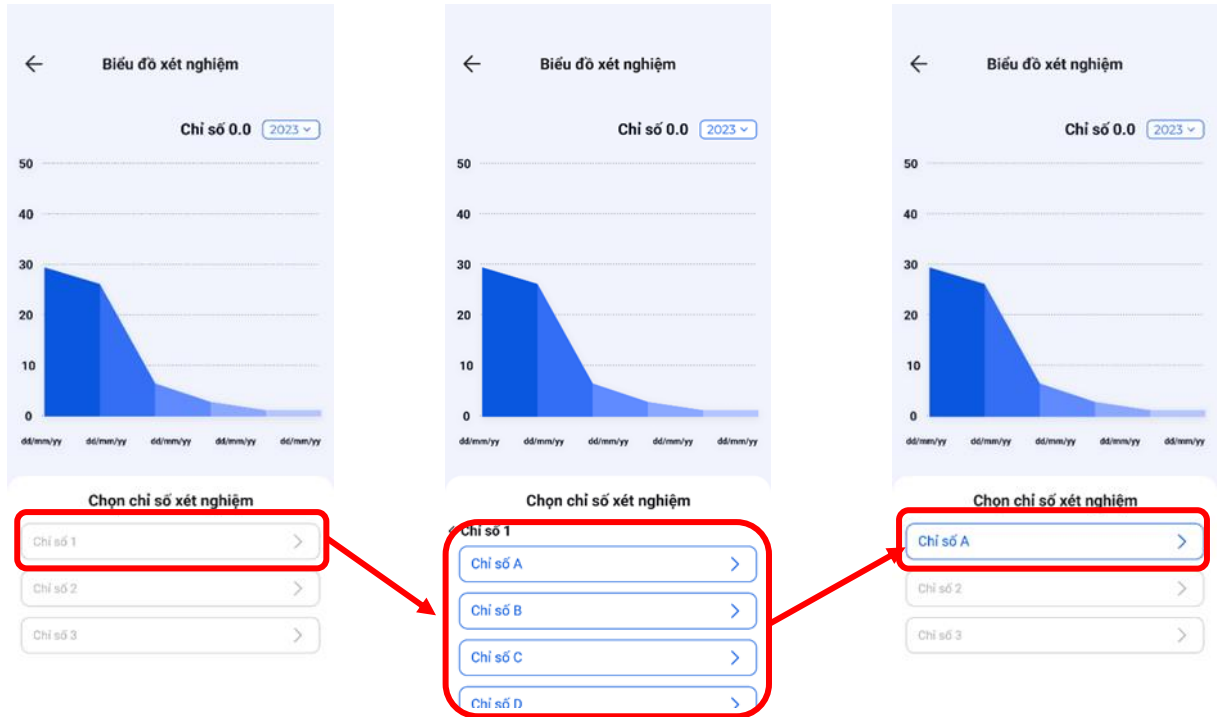 Biểu đồ xét nghiệm
Chỉ số 0.0 2023
50
40
30
20
10
0
dd/mm/yy dd/mm/yy dd/mm/yy dd/mm/yy dd/mm/yy
Chọn chỉ số xét nghiệm
Chỉ số 1
Chỉ số 2
Chỉ số 3
Biểu đồ xét nghiệm
Chỉ số 0.0 2023
50
40
30
20
10
0
dd/mm/yy dd/mm/yy dd/mm/yy dd/mm/yy dd/mm/yy
Chọn chỉ số xét nghiệm
Chỉ số 1
Chỉ số A
Chỉ số B
Chỉ số C
Chỉ số D
Biểu đồ xét nghiệm
Chỉ số 0.0 2023
50
40
30
20
10
0
dd/mm/yy dd/mm/yy dd/mm/yy dd/mm/yy dd/mm/yy
Chọn chỉ số xét nghiệm
Chỉ số A
Chỉ số 2
Chỉ số 3